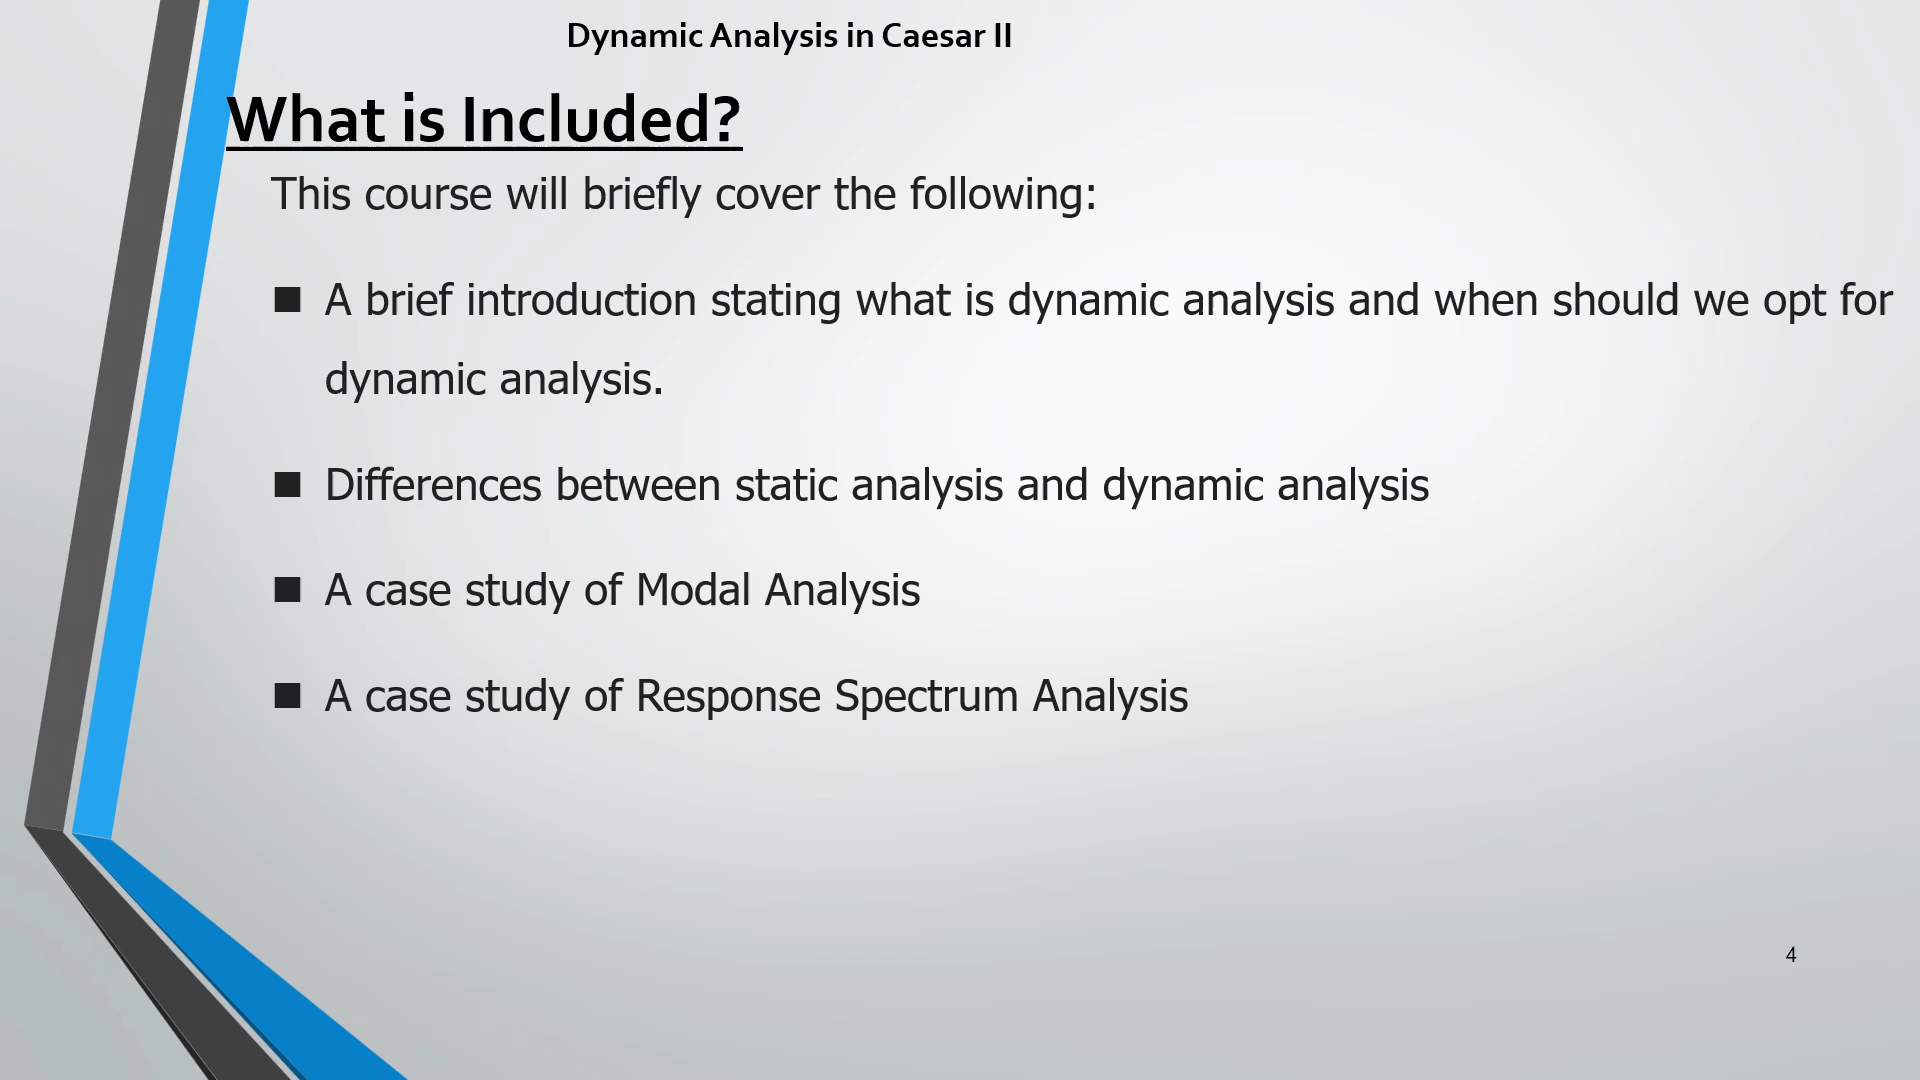 Dynamic Analysis in Caesar II
What is Included?
This course will briefly cover the following:
■ A brief introduction stating what is dynamic analysis and when should we opt for
dynamic analysis.
■ Differences between static analysis and dynamic analysis
■ A case study of Modal Analysis
■ A case study of Response Spectrum Analysis
4